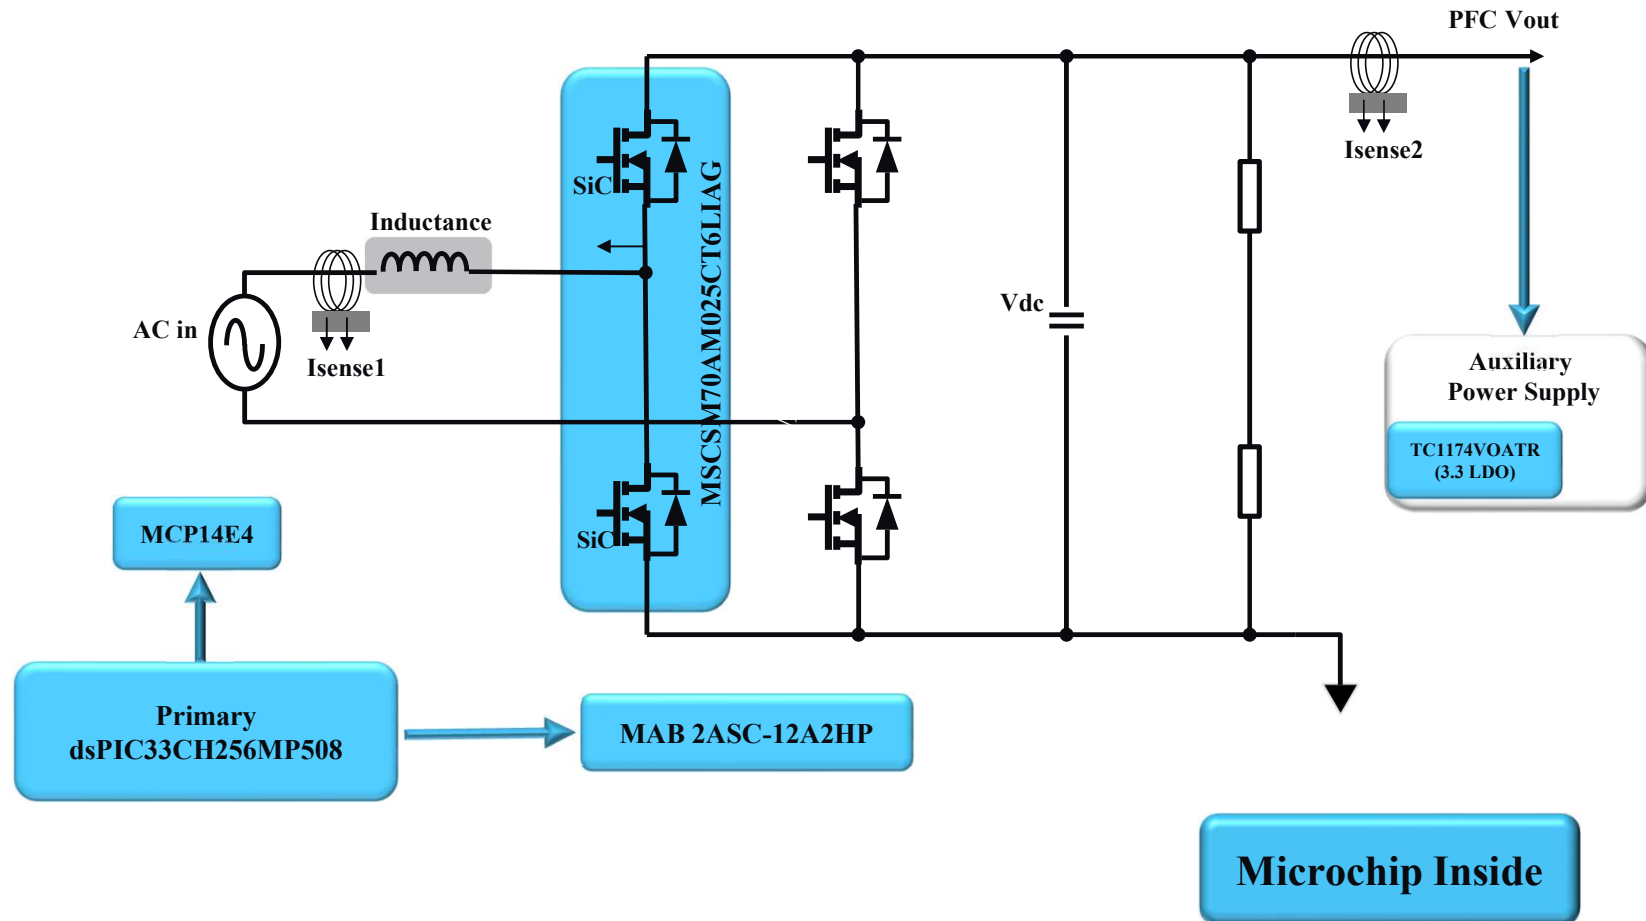 PFC Vout
Isense2
SiC
MSCSM70AM025CT6LIAG
Inductance
Vdc
AC in
Isense1
Auxiliary
Power Supply
TC1174VOATR
(3.3 LDO)
MCP14E4
SiC
Primary
dsPIC33CH256MP508
MAB 2ASC-12A2HP
Microchip Inside